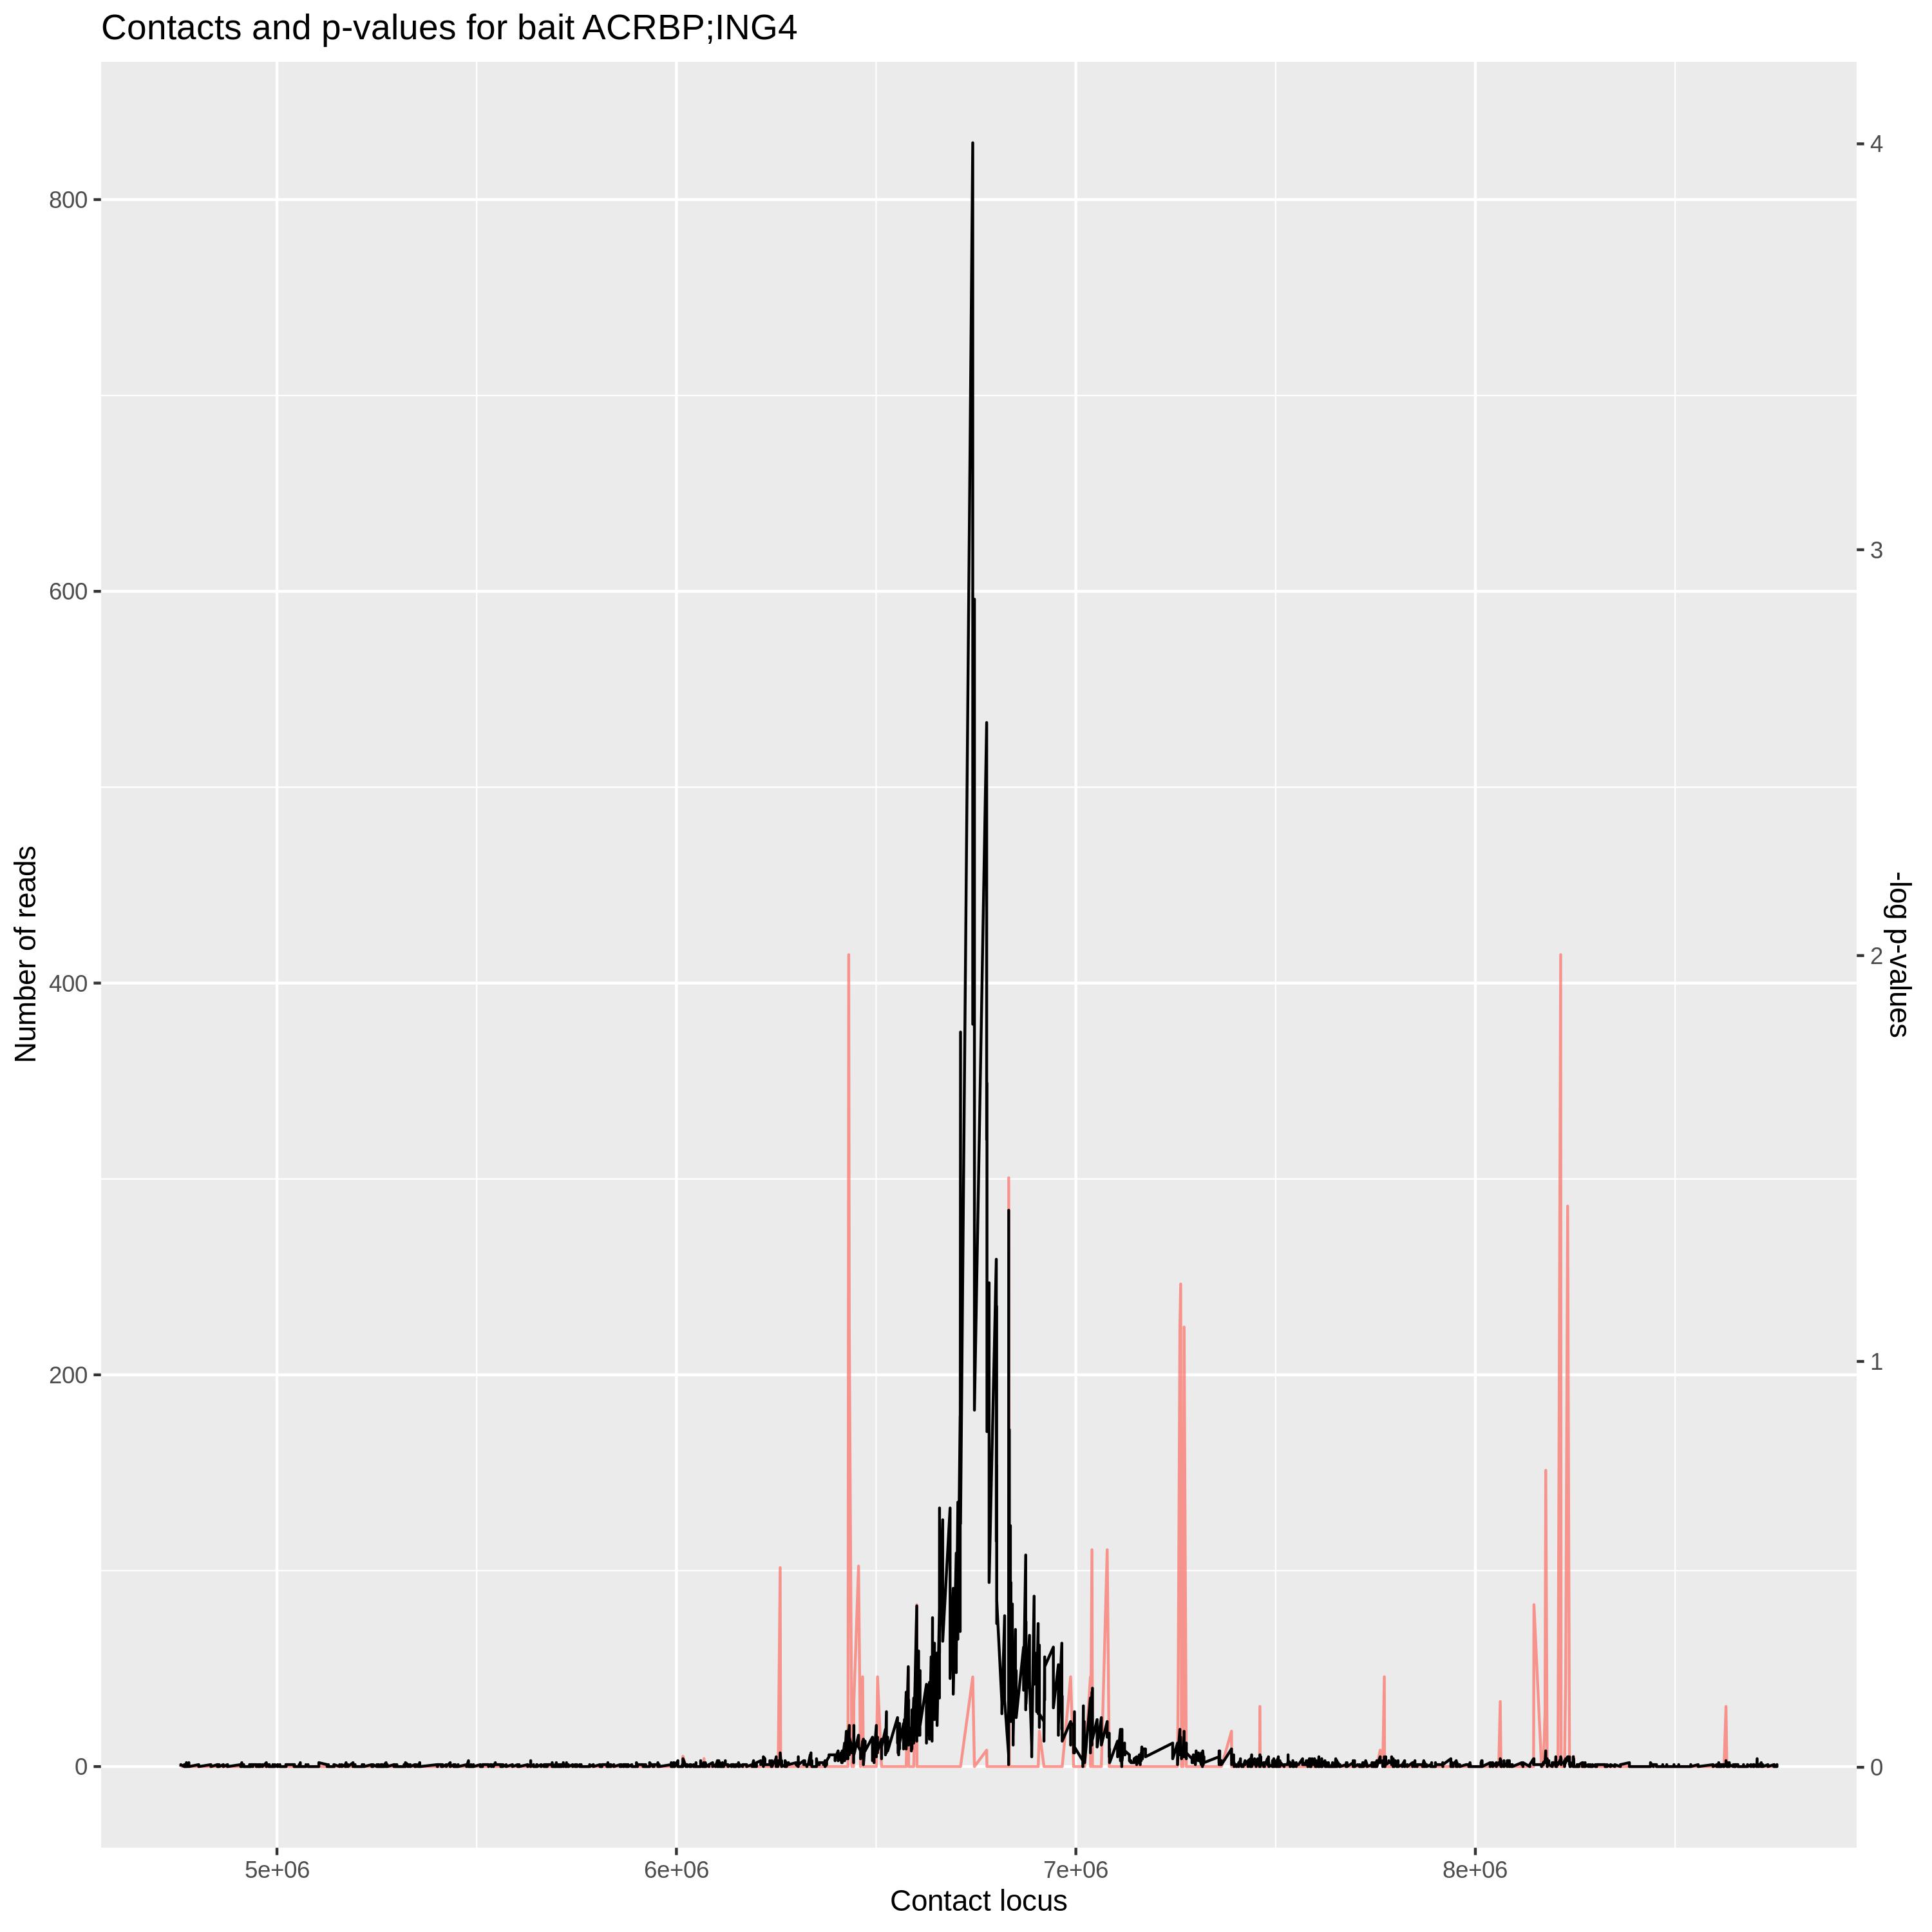 Contacts and p-values for bait ACRBP;ING4
800
600
400
200
0
Number of reads
4
3
2
1
0
-log p-values
5e+06
6e+06
7e+06
8e+06
Contact locus